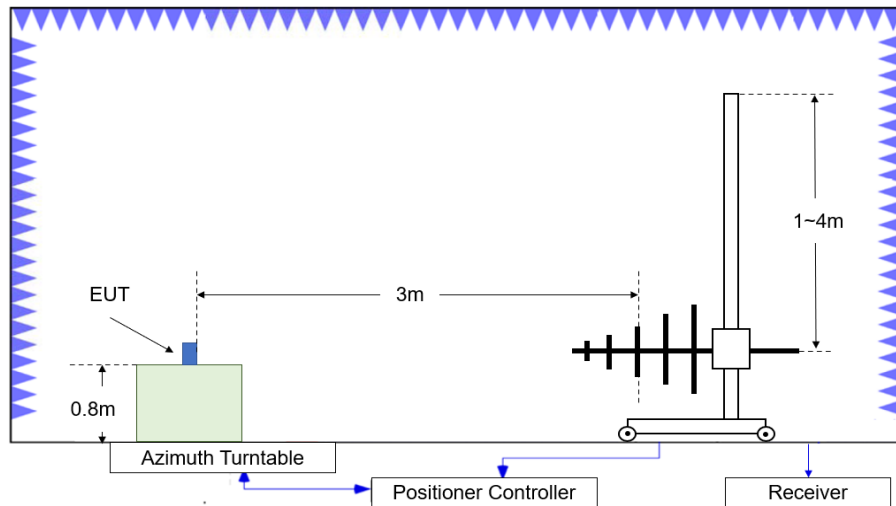 1~4m
EUT
3m
0.8m
Azimuth Turntable
Positioner Controller
Receiver